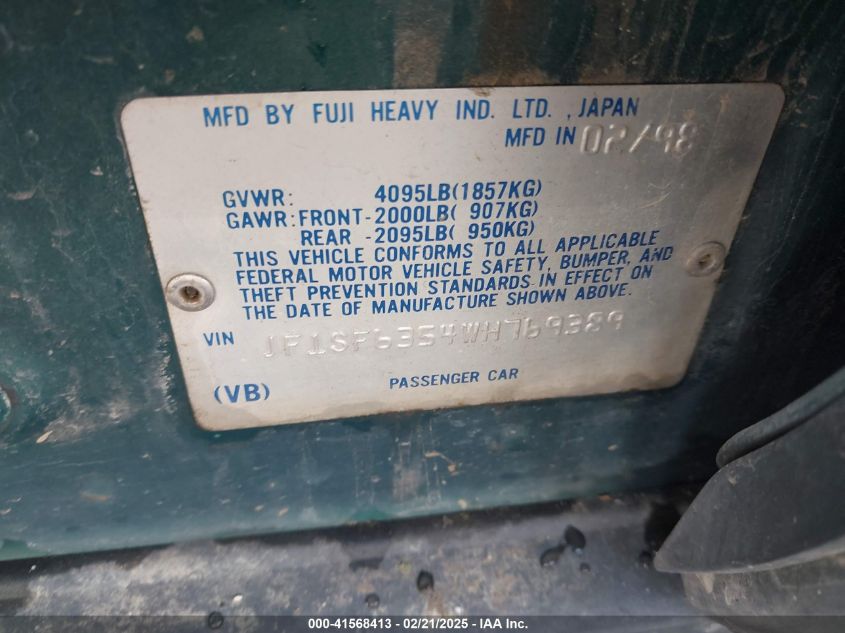 MFD BY FUJI HEAVY IND. LTD., JAPAN
MFD IN 02/98
GVWR: 4095LB(1857KG)
GAWR:FRONT-2000LB( 907KG)
REAR -2095LB( 950KG)
THIS VEHICLE CONFORMS TO ALL APPLICABLE
FEDERAL MOTOR VEHICLE SAFETY, BUMPER, AND
THEFT PREVENTION STANDARDS IN EFFECT ON
THE DATE OF MANUFACTURE SHOWN ABOVE.
VIN JF1SF6354WH769389
(VB) PASSENGER CAR
000-41568413 - 02/21/2025 - IAA Inc.